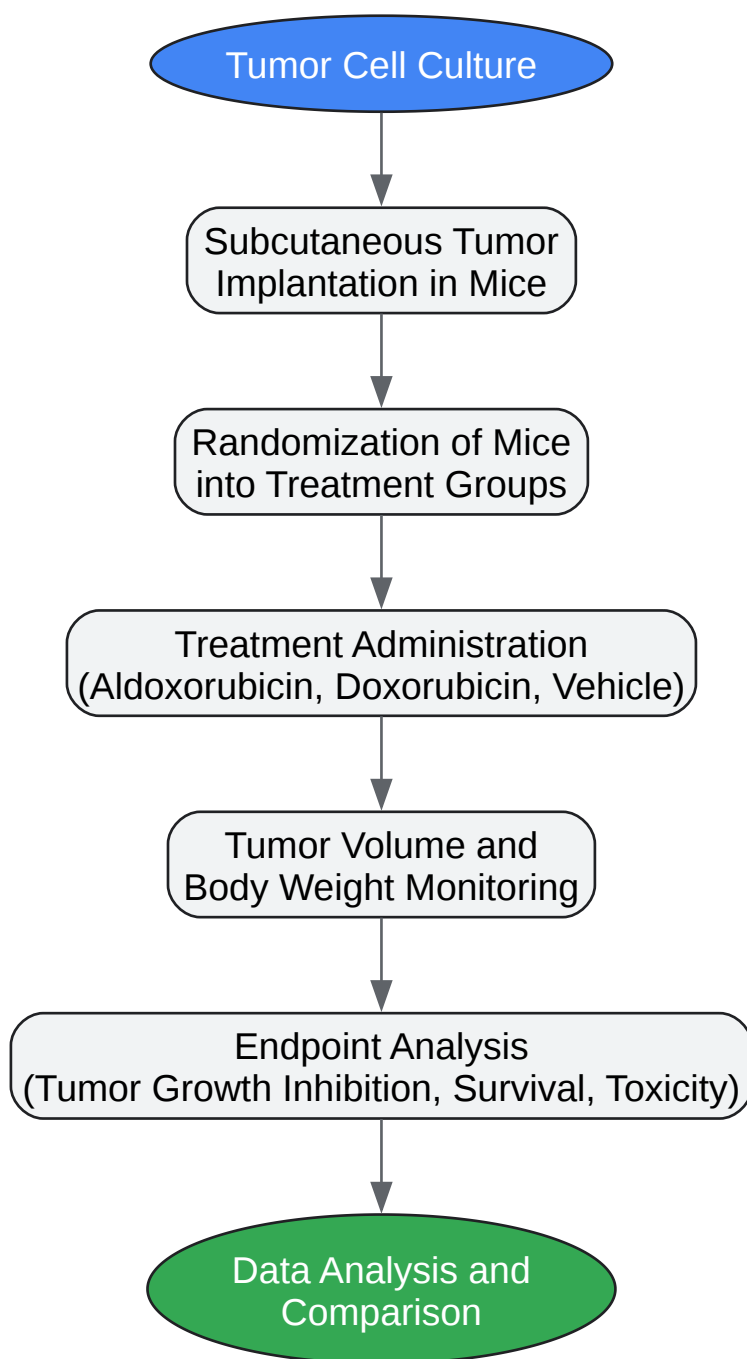 Tumor Cell Culture
Subcutaneous Tumor
Implantation in Mice
Randomization of Mice
into Treatment Groups
Treatment Administration
(Aldoxorubicin, Doxorubicin, Vehicle)
Tumor Volume and
Body Weight Monitoring
Endpoint Analysis
(Tumor Growth Inhibition, Survival, Toxicity)
Data Analysis and
Comparison